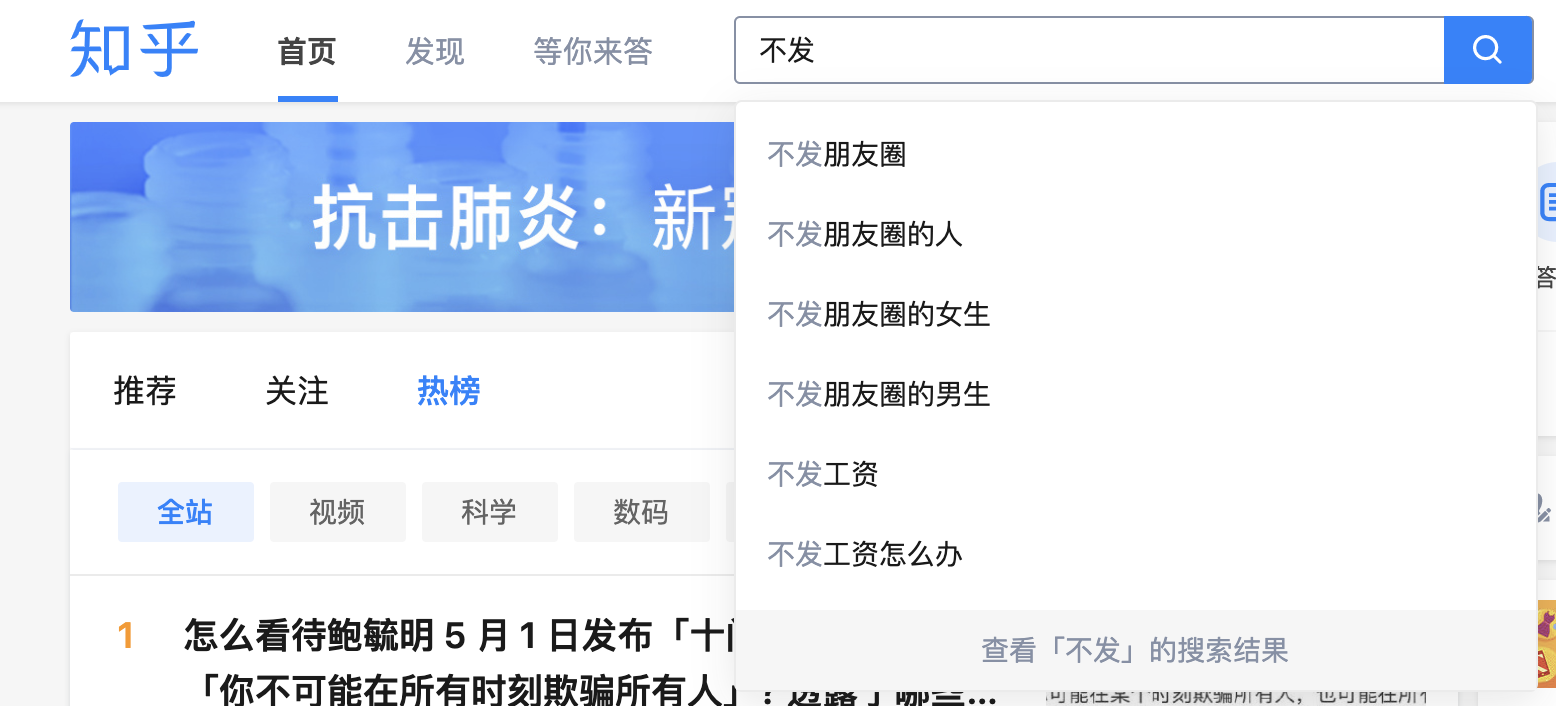 知乎
首页
发现
等你来答
不发
不发朋友圈
不发朋友圈的人
不发朋友圈的女生
不发朋友圈的男生
不发工资
不发工资怎么办
查看「不发」的搜索结果
抗击肺炎：新
答
推荐
关注
热榜
全站
视频
科学
数码
1
怎么看待鲍毓明 5 月 1 日发布「十
「你不可能在所有时刻欺骗所有人」？透露了哪些...
可能在某个时刻欺骗所有人，也可能在所